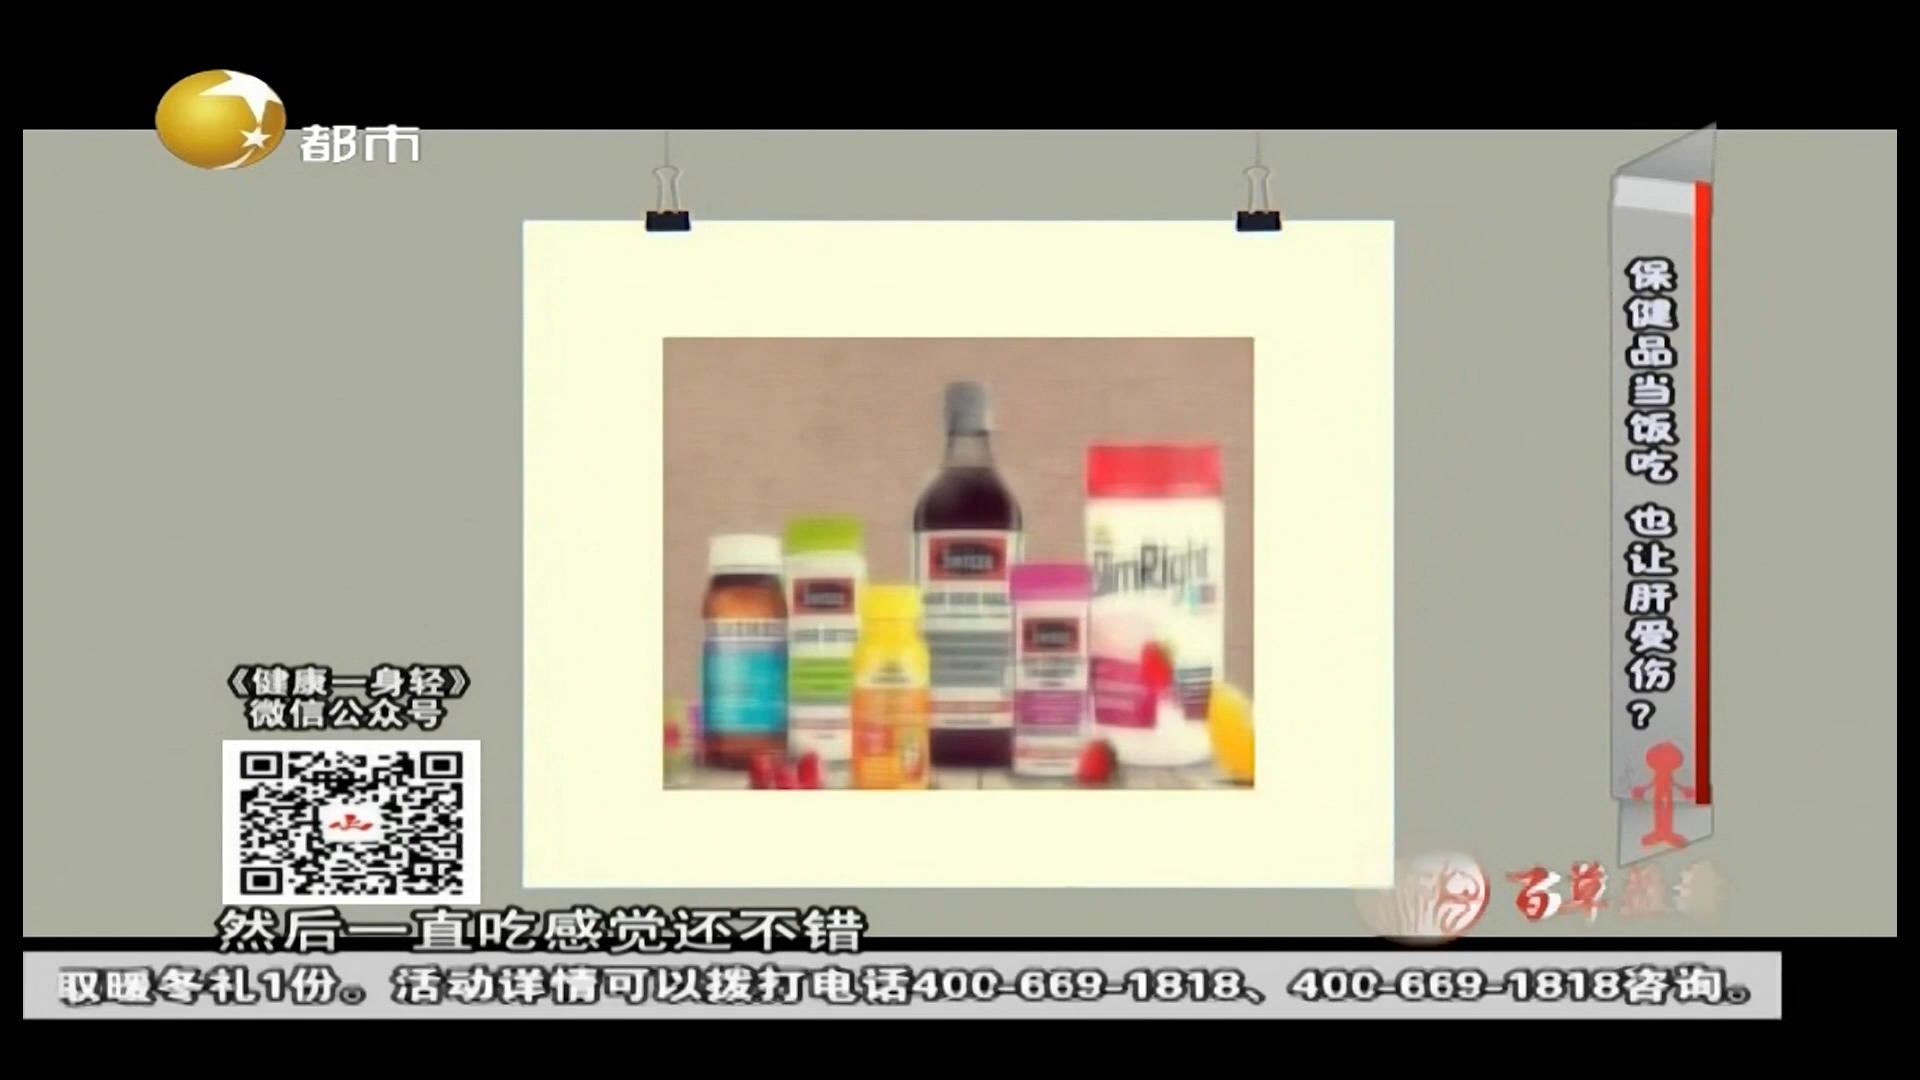 都市
保健品当饭吃 也让肝受伤?
SlimRight
《健康一身轻》
微信公众号
百草
然后一直吃感觉还不错
取暖冬礼1份。活动详情可以拨打电话400-669-1818、400-669-1818咨询。